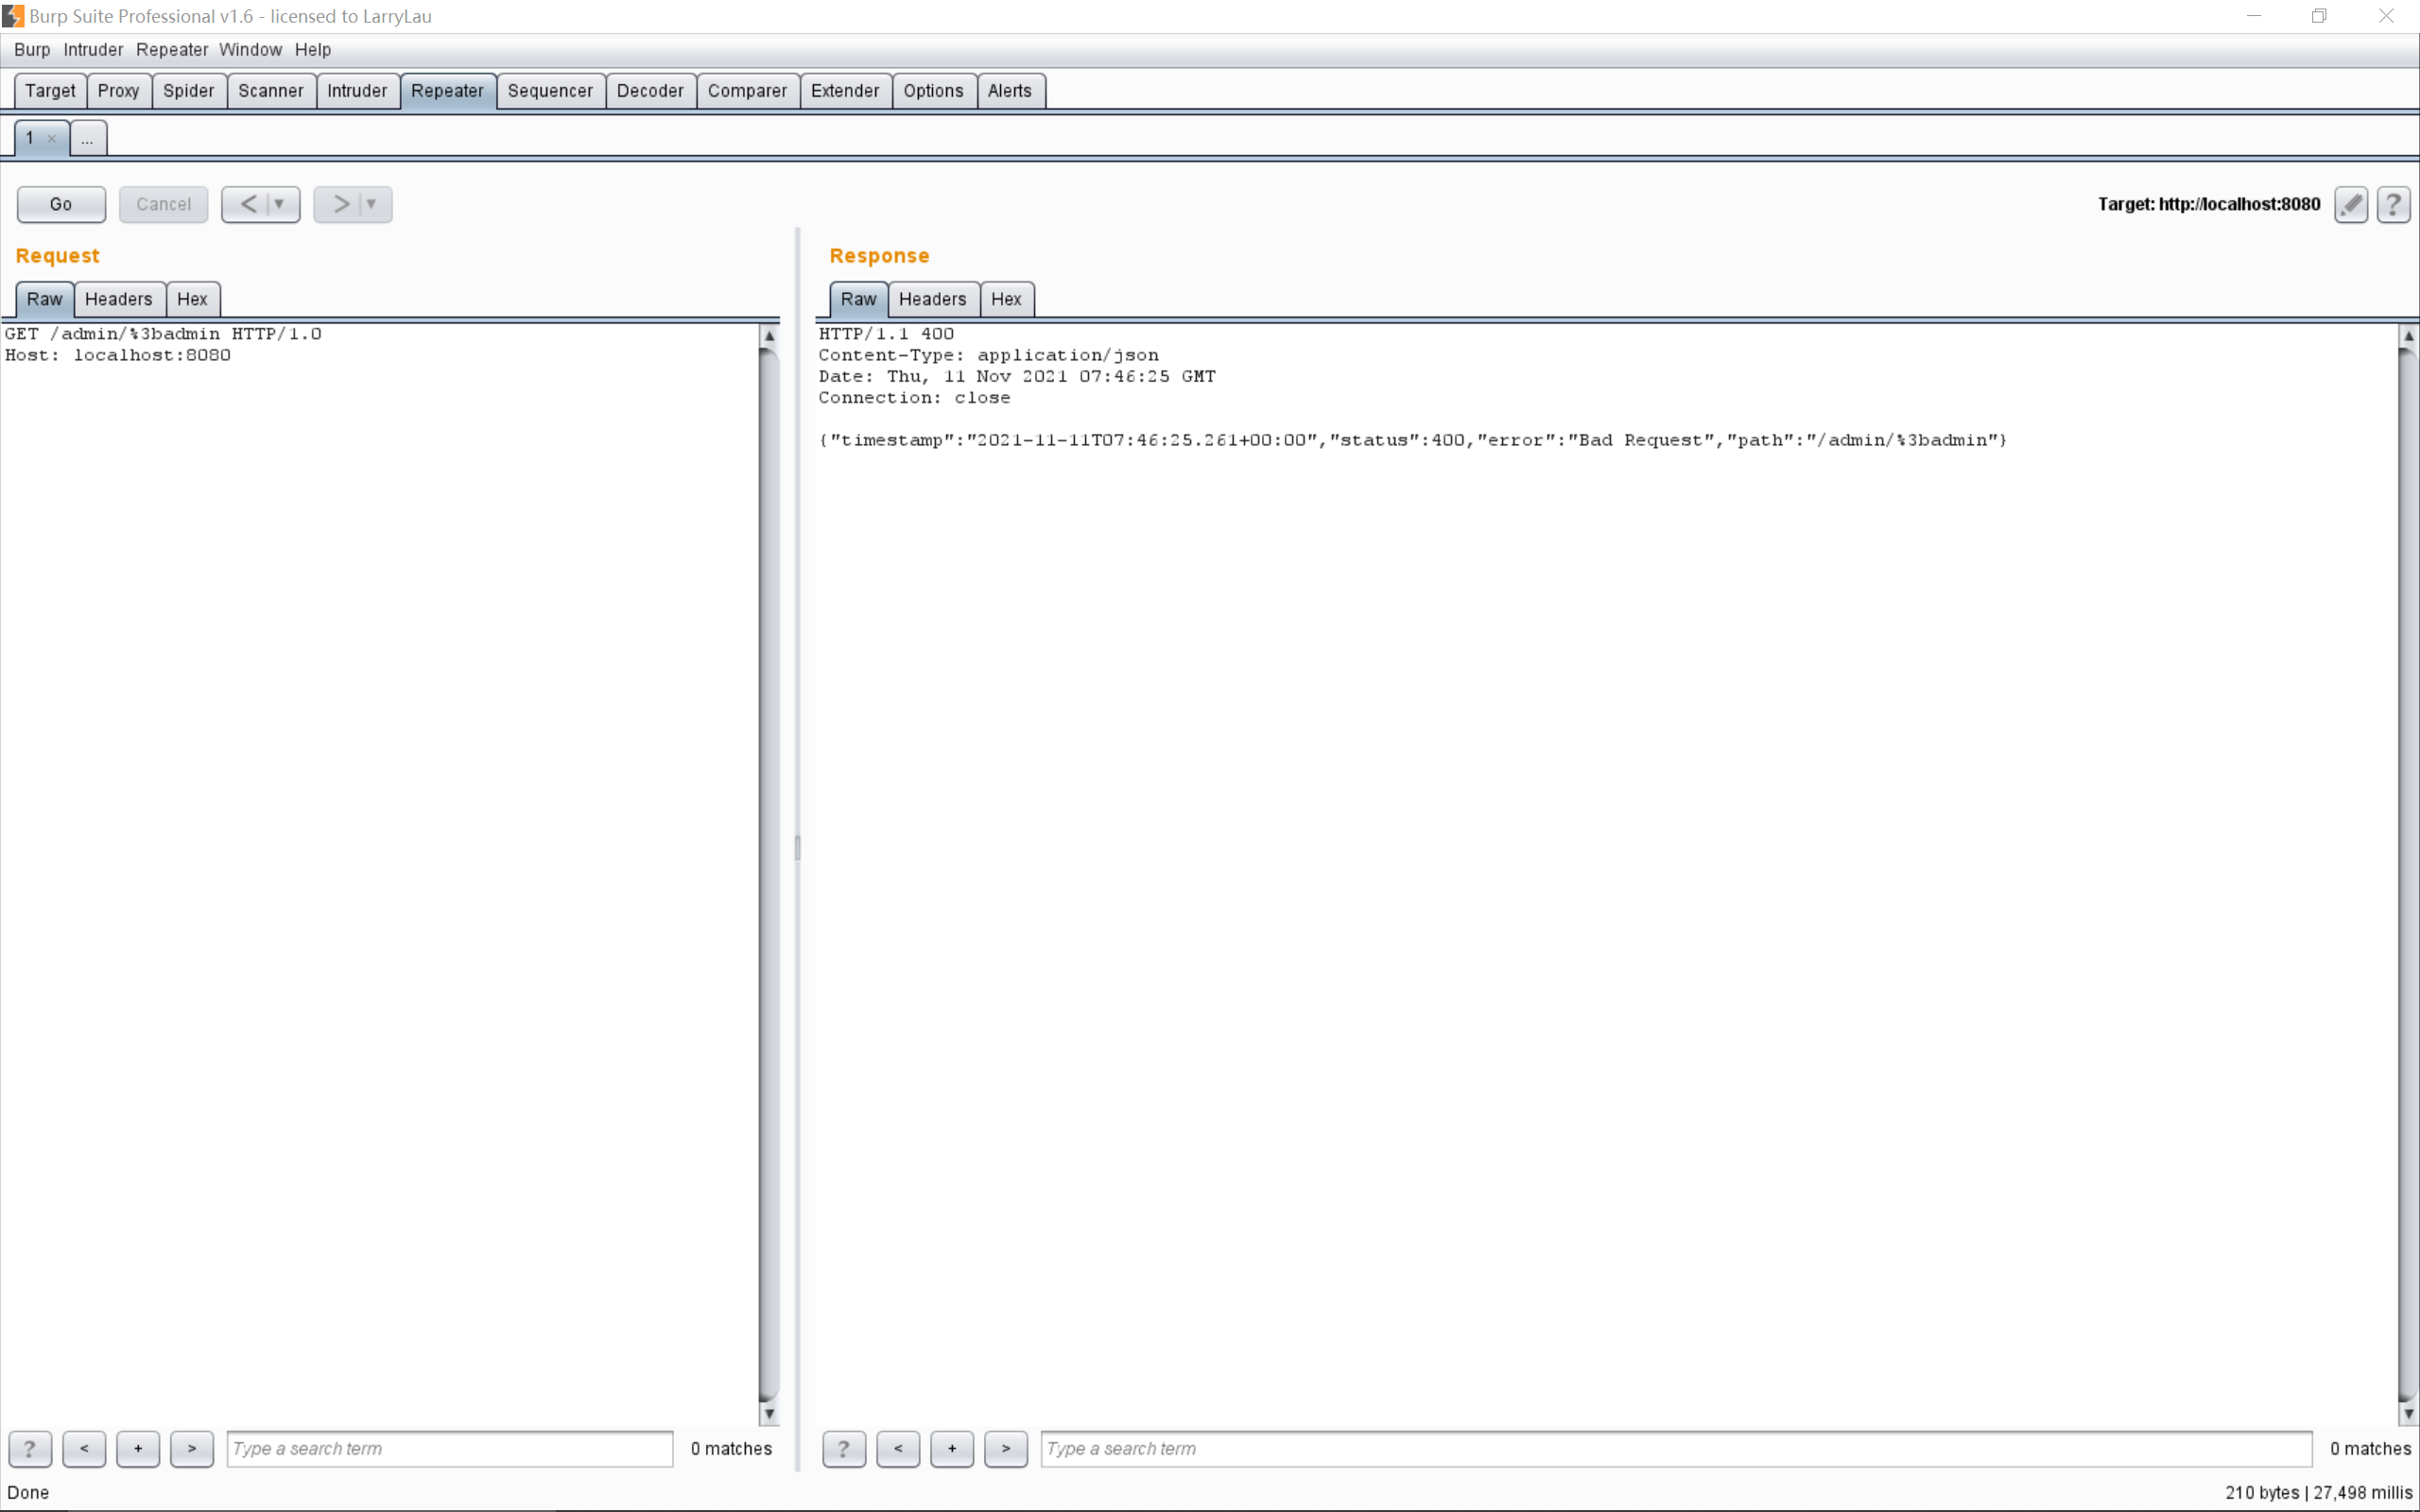 Burp Suite Professional v1.6 - licensed to LarryLau
Burp Intruder Repeater Window Help
Target Proxy Spider Scanner Intruder Repeater Sequencer Decoder Comparer Extender Options Alerts
1 × ...
Go Cancel < ▼ > ▼ Target: http://localhost:8080 ?
Request
Raw Headers Hex
GET /admin/%3badmin HTTP/1.0
Host: localhost:8080
? < + > Type a search term 0 matches
Response
Raw Headers Hex
HTTP/1.1 400
Content-Type: application/json
Date: Thu, 11 Nov 2021 07:46:25 GMT
Connection: close
{"timestamp":"2021-11-11T07:46:25.261+00:00","status":400,"error":"Bad Request","path":"/admin/%3badmin"}
? < + > Type a search term 0 matches
Done 210 bytes | 27,498 millis